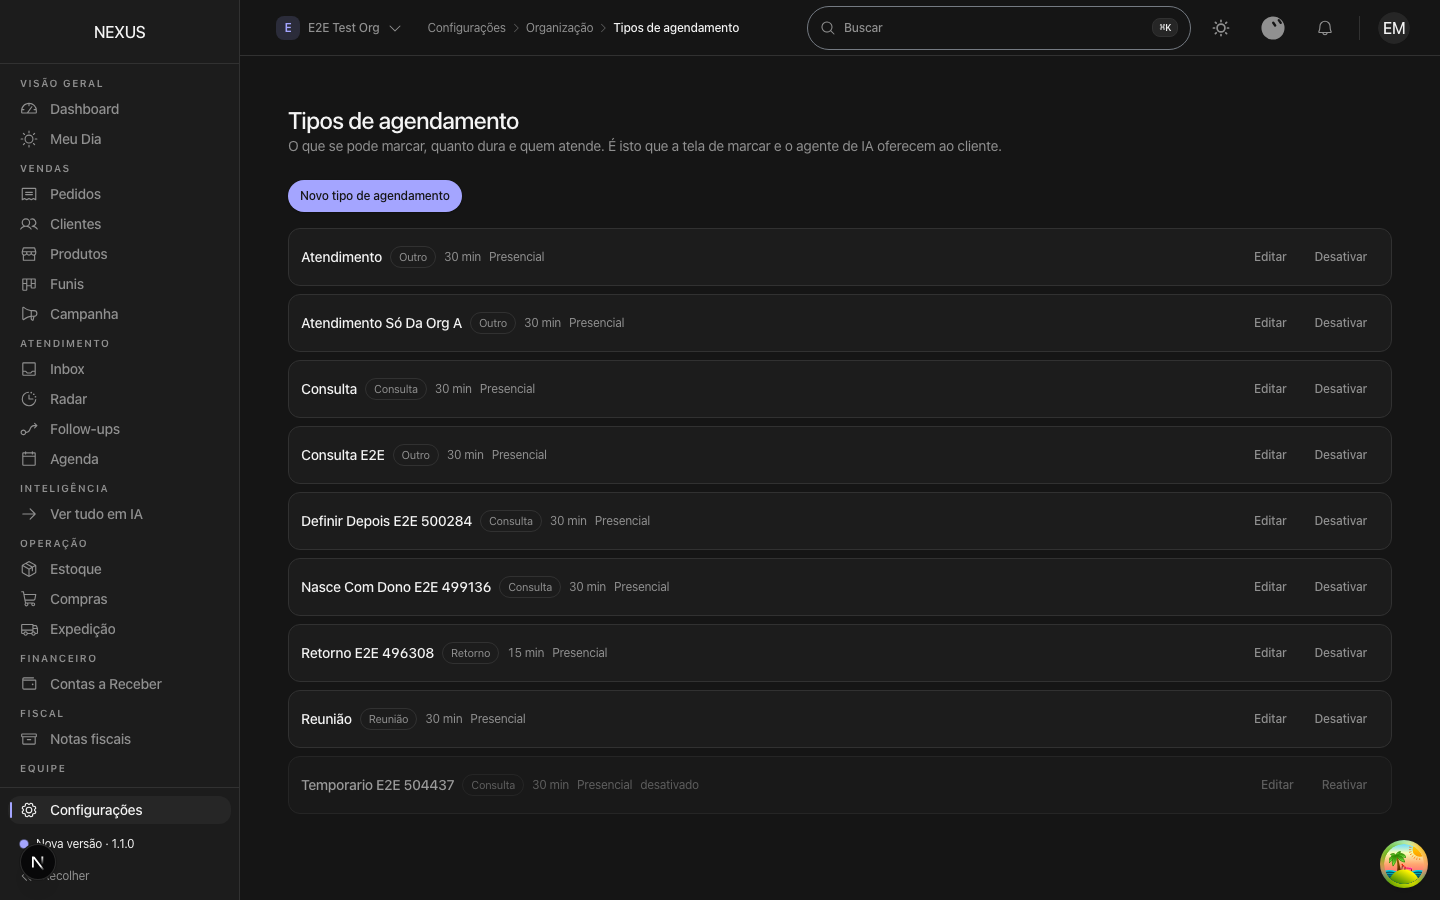 NEXUS
E
E2E Test Org
Configurações
Organização
Tipos de agendamento
Buscar
⌘K
EM
VISÃO GERAL
Dashboard
Meu Dia
VENDAS
Pedidos
Clientes
Produtos
Funis
Campanha
ATENDIMENTO
Inbox
Radar
Follow-ups
Agenda
INTELIGÊNCIA
Ver tudo em IA
OPERAÇÃO
Estoque
Compras
Expedição
FINANCEIRO
Contas a Receber
FISCAL
Notas fiscais
EQUIPE
Configurações
Nova versão · 1.1.0
N
Tipos de agendamento
O que se pode marcar, quanto dura e quem atende. É isto que a tela de marcar e o agente de IA oferecem ao cliente.
Novo tipo de agendamento
Atendimento Outro 30 min Presencial Editar Desativar
Atendimento Só Da Org A Outro 30 min Presencial Editar Desativar
Consulta Consulta 30 min Presencial Editar Desativar
Consulta E2E Outro 30 min Presencial Editar Desativar
Definir Depois E2E 500284 Consulta 30 min Presencial Editar Desativar
Nasce Com Dono E2E 499136 Consulta 30 min Presencial Editar Desativar
Retorno E2E 496308 Retorno 15 min Presencial Editar Desativar
Reunião Reunião 30 min Presencial Editar Desativar
Temporario E2E 504437 Consulta 30 min Presencial desativado Editar Reativar